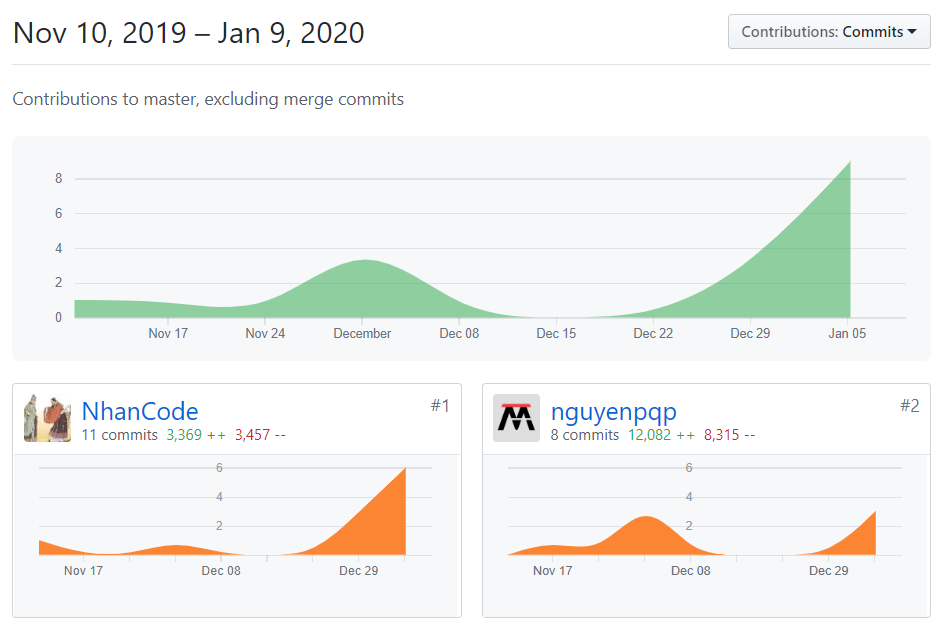 Nov 10, 2019 – Jan 9, 2020
Contributions: Commits
Contributions to master, excluding merge commits
8
6
4
2
0
Nov 17 Nov 24 December Dec 08 Dec 15 Dec 22 Dec 29 Jan 05
NhanCode #1
11 commits 3,369 ++ 3,457 --
6
4
2
Nov 17 Dec 08 Dec 29
nguyenpqp #2
8 commits 12,082 ++ 8,315 --
6
4
2
Nov 17 Dec 08 Dec 29